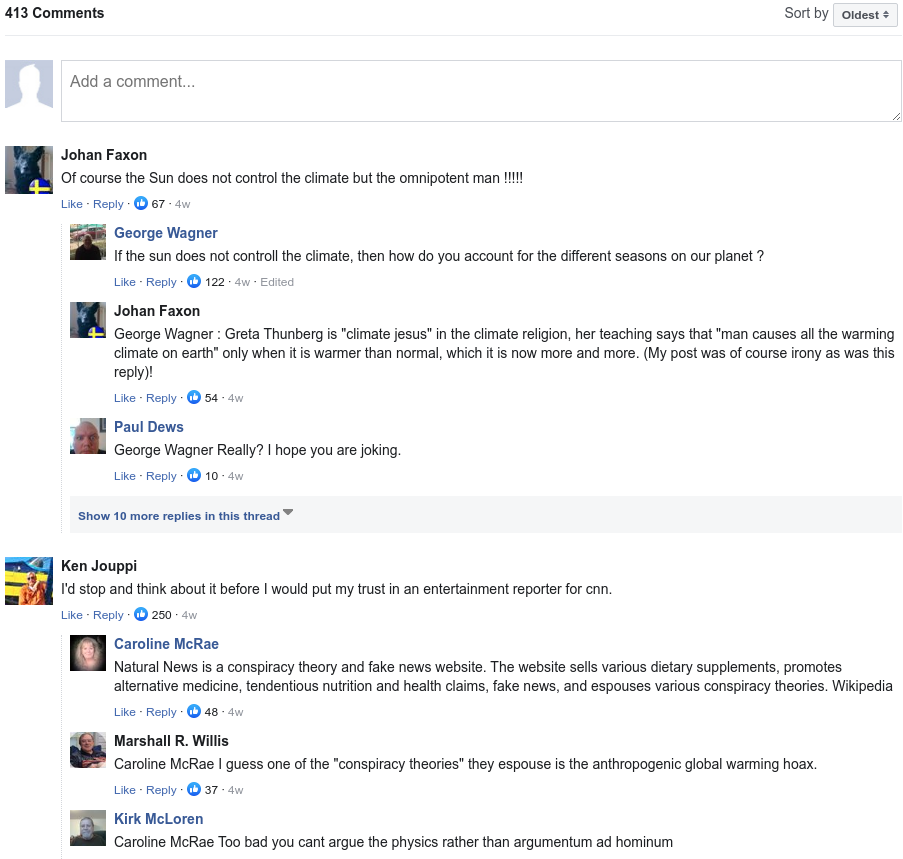 413 Comments
Sort by Oldest
Add a comment...
Johan Faxon
Of course the Sun does not control the climate but the omnipotent man !!!!!
Like · Reply · 67 · 4w
George Wagner
If the sun does not controll the climate, then how do you account for the different seasons on our planet ?
Like · Reply · 122 · 4w · Edited
Johan Faxon
George Wagner : Greta Thunberg is "climate jesus" in the climate religion, her teaching says that "man causes all the warming
climate on earth" only when it is warmer than normal, which it is now more and more. (My post was of course irony as was this
reply)!
Like · Reply · 54 · 4w
Paul Dews
George Wagner Really? I hope you are joking.
Like · Reply · 10 · 4w
Show 10 more replies in this thread
Ken Jouppi
I'd stop and think about it before I would put my trust in an entertainment reporter for cnn.
Like · Reply · 250 · 4w
Caroline McRae
Natural News is a conspiracy theory and fake news website. The website sells various dietary supplements, promotes
alternative medicine, tendentious nutrition and health claims, fake news, and espouses various conspiracy theories. Wikipedia
Like · Reply · 48 · 4w
Marshall R. Willis
Caroline McRae I guess one of the "conspiracy theories" they espouse is the anthropogenic global warming hoax.
Like · Reply · 37 · 4w
Kirk McLoren
Caroline McRae Too bad you cant argue the physics rather than argumentum ad hominum